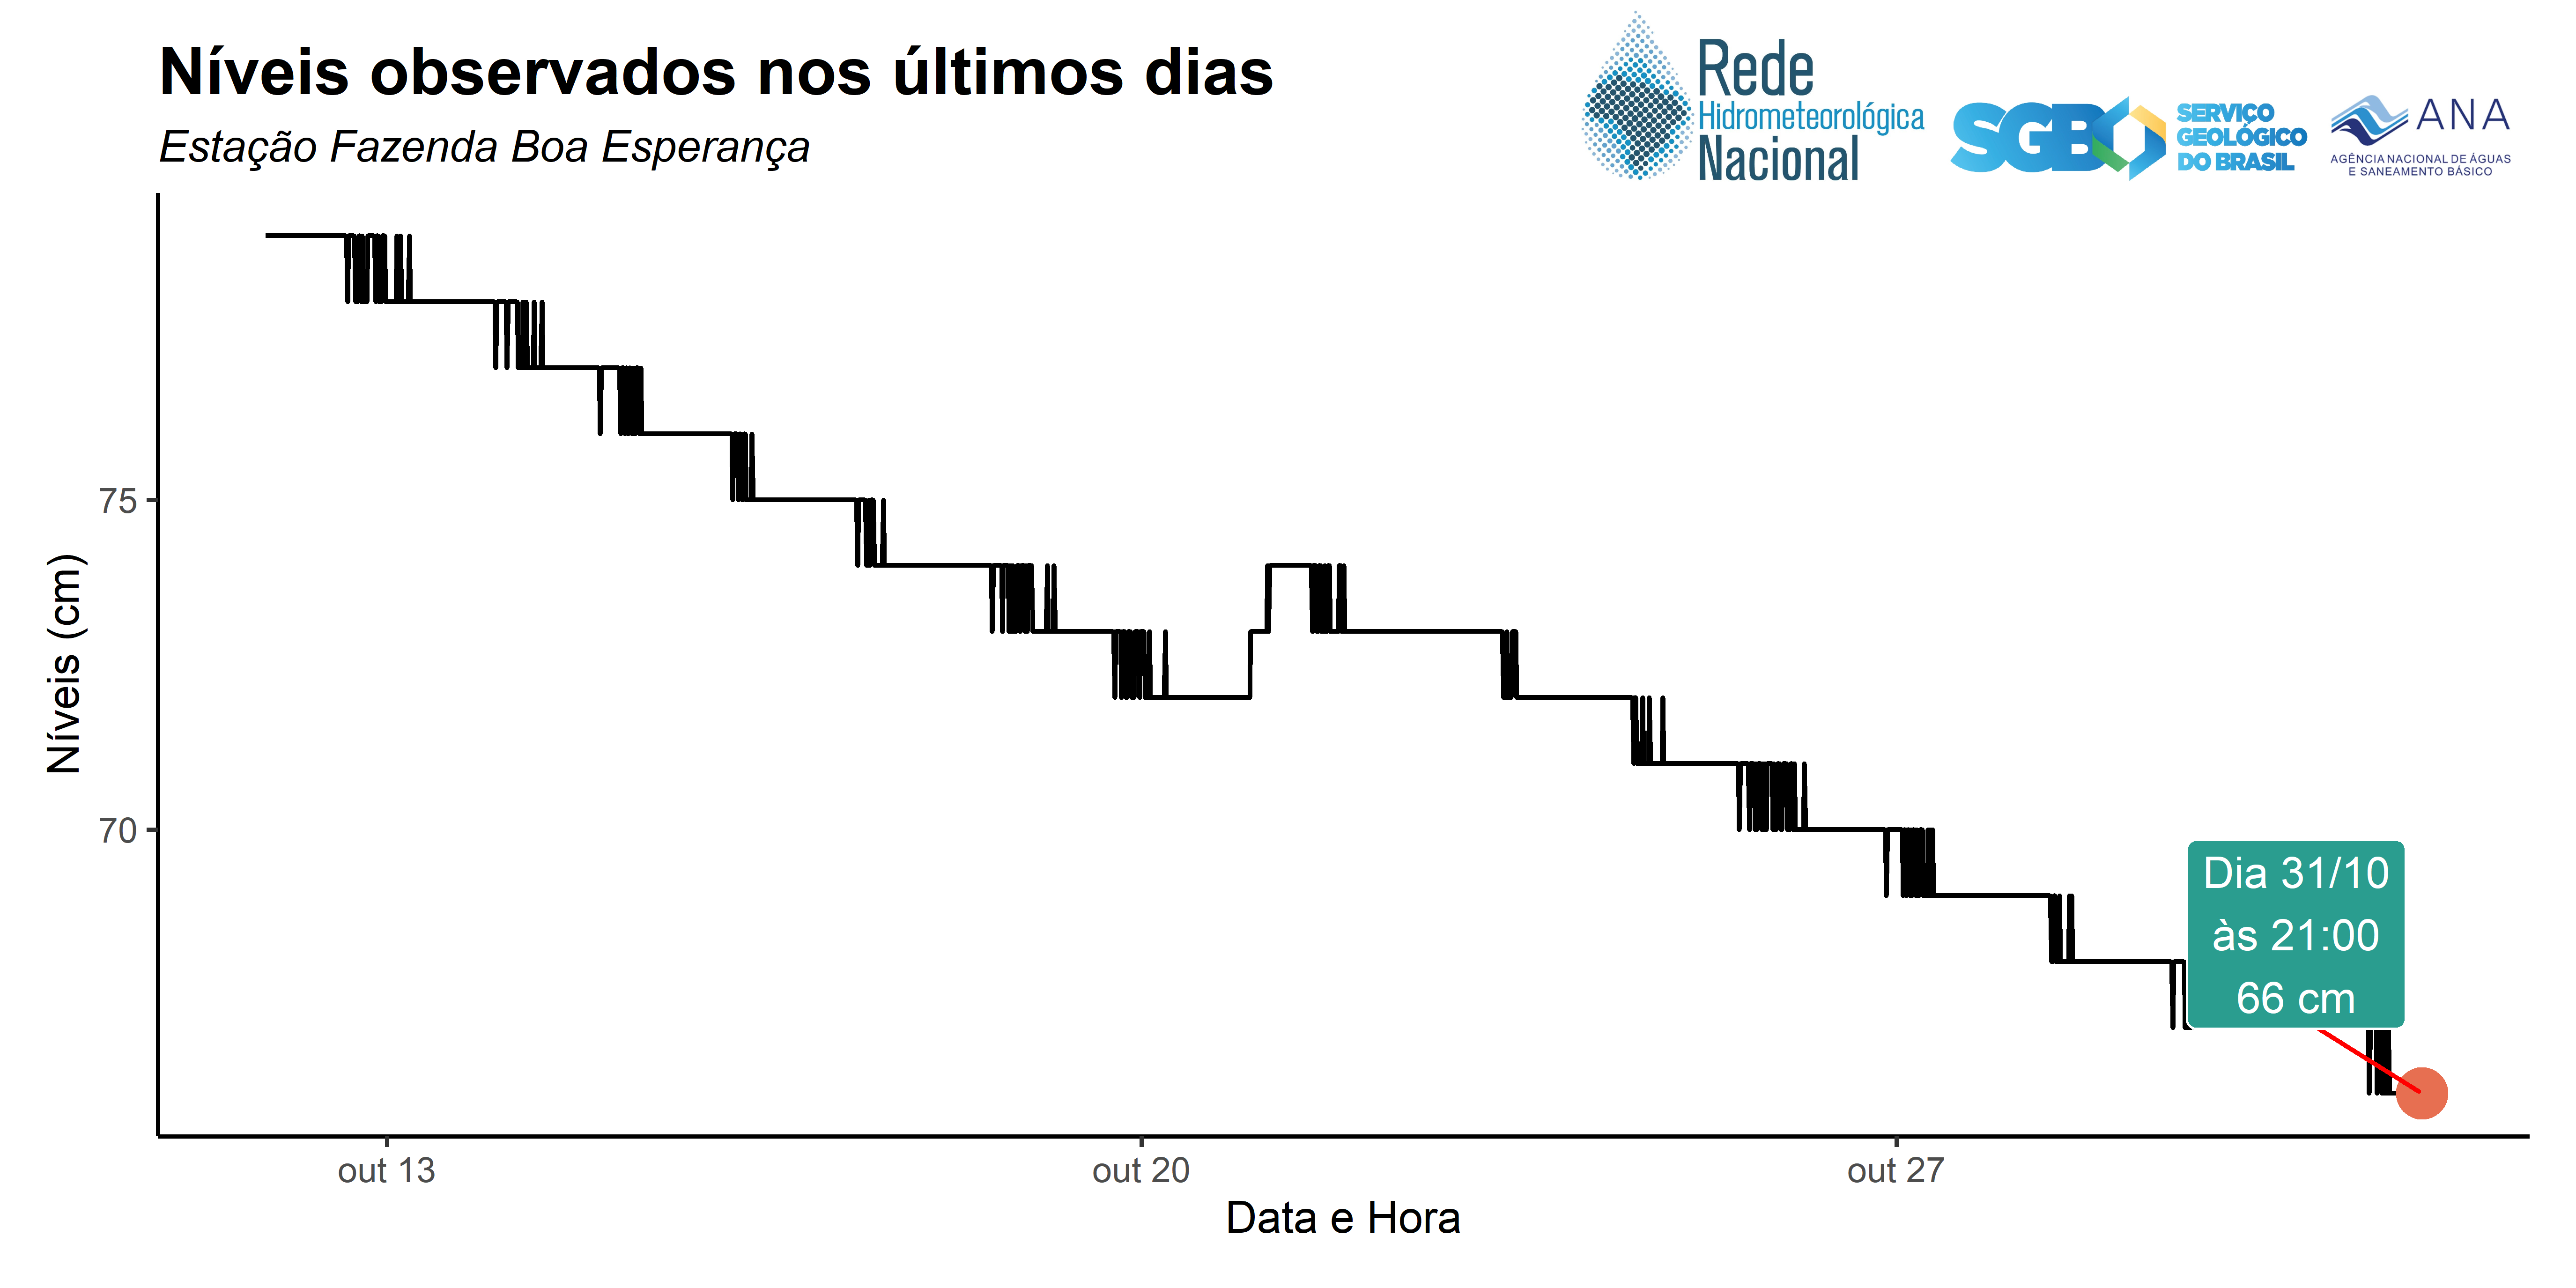 Níveis observados nos últimos dias
Estação Fazenda Boa Esperança
Rede
Hidrometeorológica
Nacional
SGB
SERVIÇO
GEOLÓGICO
DO BRASIL
ANA
AGÊNCIA NACIONAL DE ÁGUAS
E SANEAMENTO BÁSICO
Níveis (cm)
75
70
Dia 31/10
às 21:00
66 cm
out 13
out 20
out 27
Data e Hora